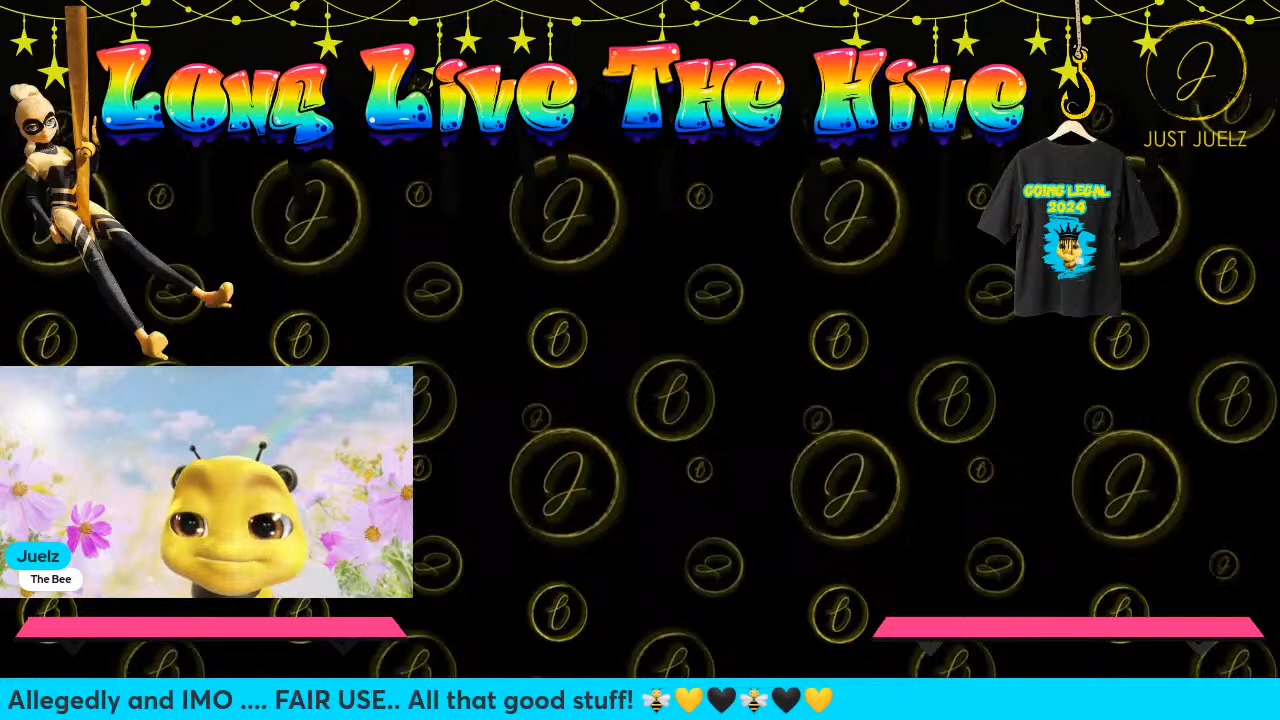 Long Live The Hive
J
JUST JUELZ
GOING LEGAL
2024
Juelz
The Bee
Allegedly and IMO .... FAIR USE.. All that good stuff! 🐝💛🖤🐝🖤💛